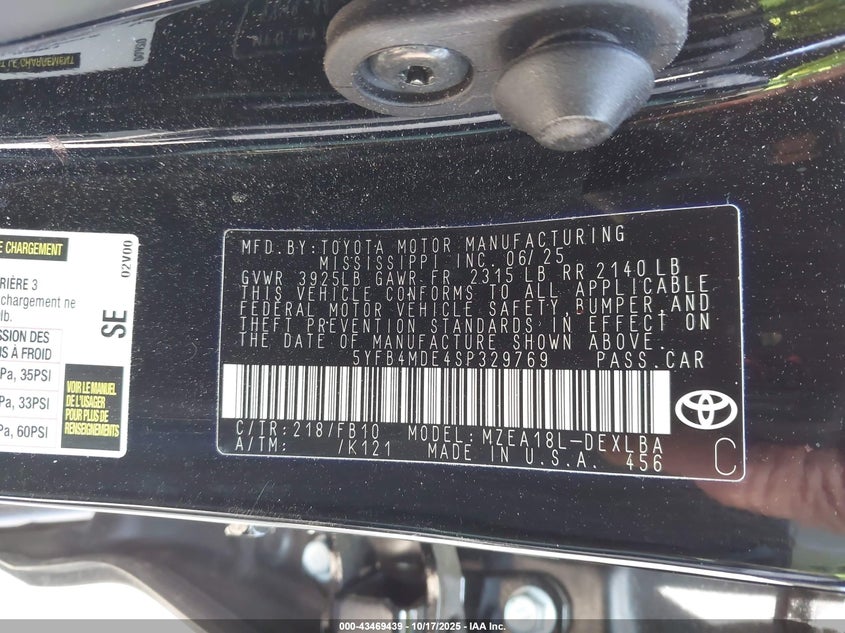 E CHARGEMENT
RIÈRE 3
chargement ne
lb.
SSION DES
S À FROID
Pa, 35PSI
Pa, 33PSI
Pa, 60PSI
02V00
SE
VOIR LE MANUEL
DE L'USAGER
POUR PLUS DE
RENSEIGNEMENTS
MFD. BY: TOYOTA MOTOR MANUFACTURING
MISSISSIPPI INC. 06/25
GVWR 3925LB GAWR FR 2315 LB RR 2140 LB
THIS VEHICLE CONFORMS TO ALL APPLICABLE
FEDERAL MOTOR VEHICLE SAFETY, BUMPER, AND
THEFT PREVENTION STANDARDS IN EFFECT ON
THE DATE OF MANUFACTURE SHOWN ABOVE.
5YFB4MDE4SP329769 PASS. CAR
C/TR: 218/FB10 MODEL: MZEA18L-DEXLBA
A/TM: /K121 MADE IN U.S.A. 456
C
000-43469439 - 10/17/2025 - IAA Inc.